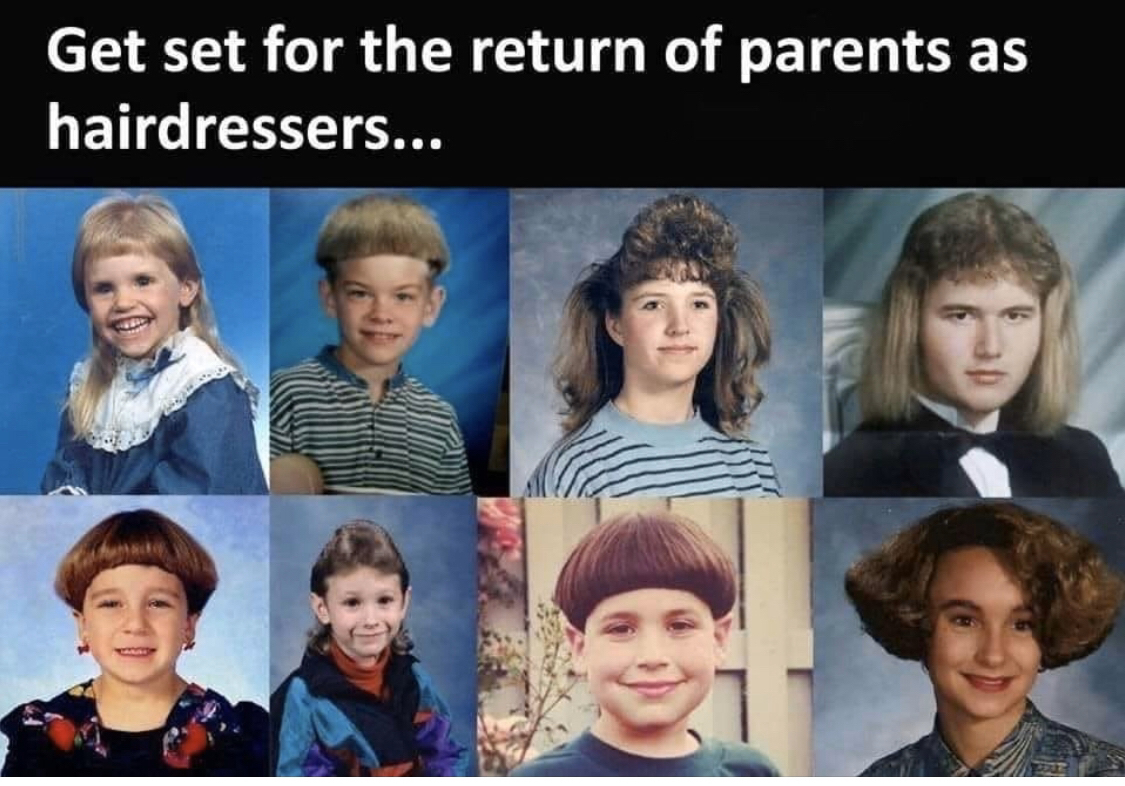 Get set for the return of parents as
hairdressers...